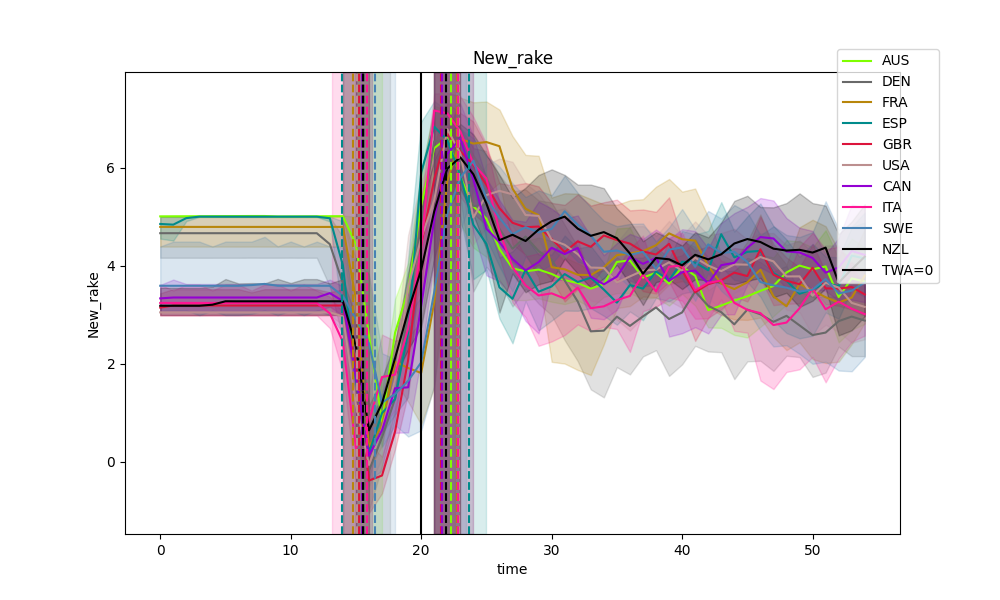 New_rake
AUS
DEN
FRA
ESP
GBR
USA
CAN
ITA
SWE
NZL
TWA=0
New_rake
6
4
2
0
0 10 20 30 40 50
time